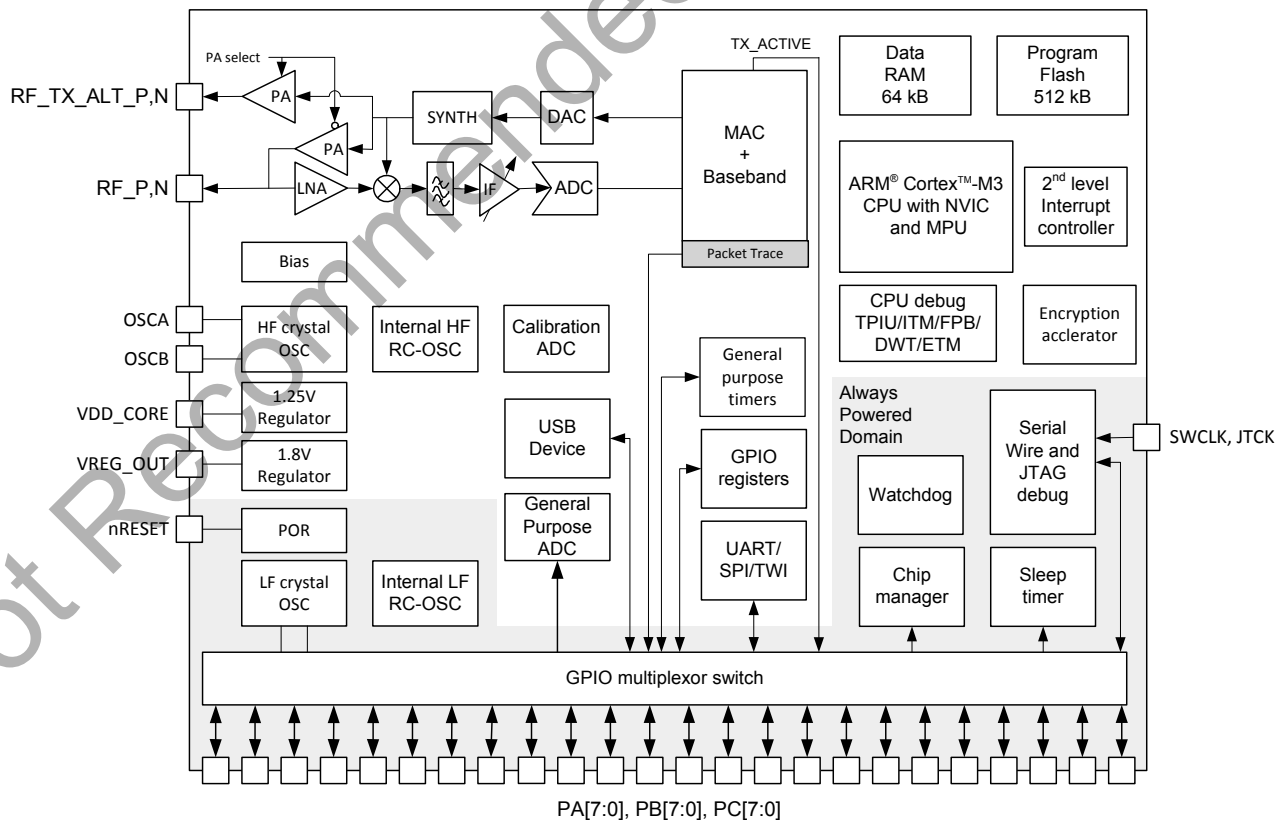 TX_ACTIVE
PA select
Data
RAM
64 kB
Program
Flash
512 kB
RF_TX_ALT_P,N
PA
SYNTH
DAC
MAC
+
Baseband
PA
RF_P,N
LNA
IF
ADC
ARM® Cortex™-M3
CPU with NVIC
and MPU
2nd level
Interrupt
controller
Packet Trace
Bias
OSCA
OSCB
HF crystal
OSC
Internal HF
RC-OSC
Calibration
ADC
CPU debug
TPIU/ITM/FPB/
DWT/ETM
Encryption
acclerator
General
purpose
timers
VDD_CORE
1.25V
Regulator
Always
Powered
Domain
USB
Device
Serial
Wire and
JTAG
debug
SWCLK, JTCK
VREG_OUT
1.8V
Regulator
GPIO
registers
Watchdog
nRESET
POR
General
Purpose
ADC
UART/
SPI/TWI
LF crystal
OSC
Internal LF
RC-OSC
Chip
manager
Sleep
timer
GPIO multiplexor switch
PA[7:0], PB[7:0], PC[7:0]
ot Recommended